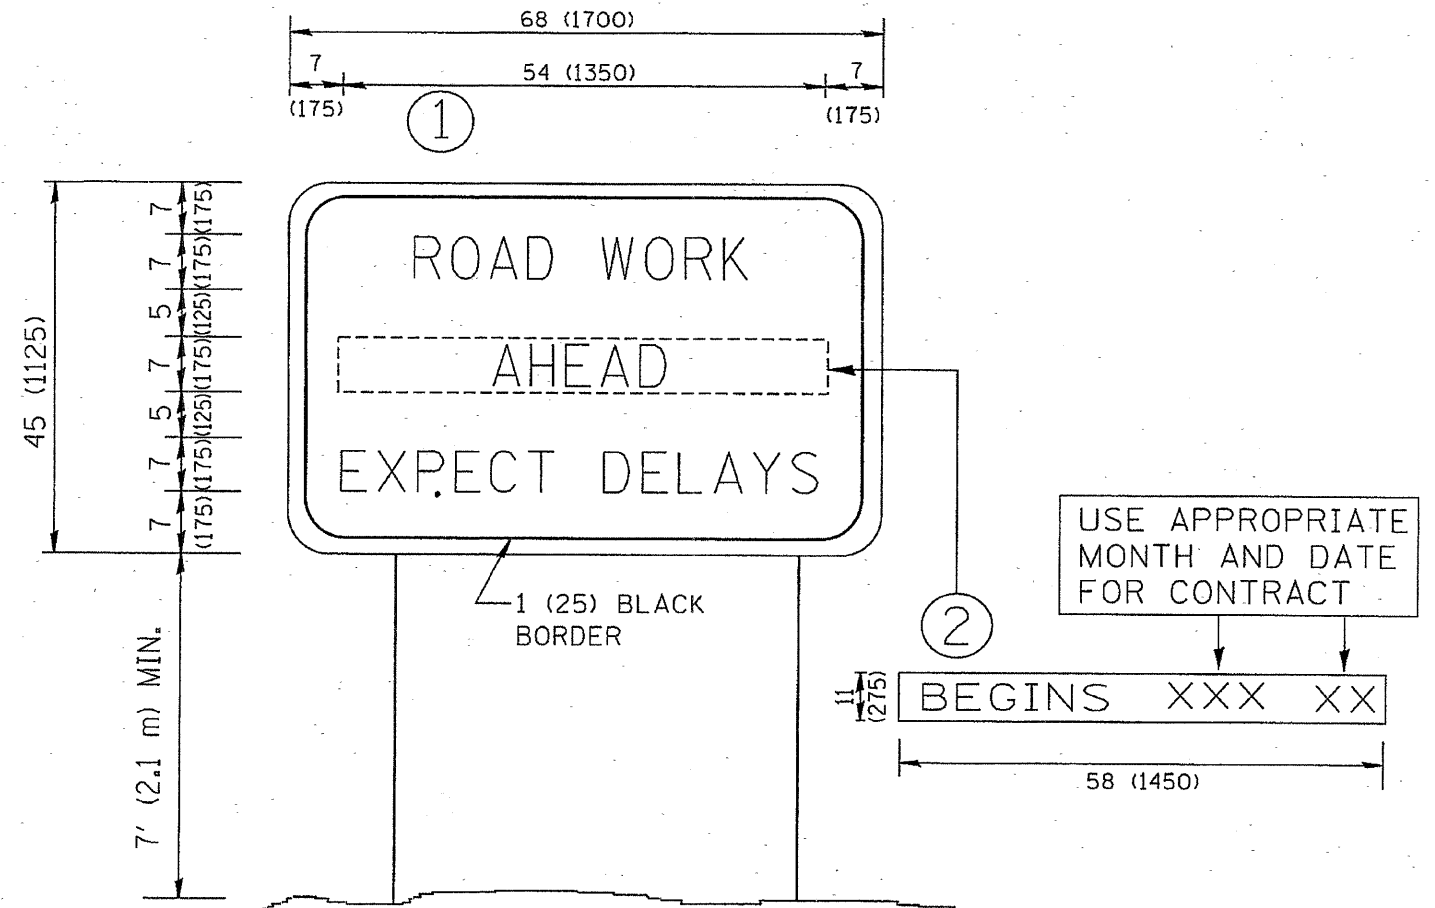 68 (1700)
7
54 (1350)
7
(175)
(175)
1
7 (175)
7 (175)
5 (125)
7 (175)
5 (125)
7 (175)
7 (175)
45 (1125)
ROAD WORK
AHEAD
EXPECT DELAYS
1 (25) BLACK
BORDER
7' (2.1 m) MIN.
USE APPROPRIATE
MONTH AND DATE
FOR CONTRACT
2
11
(275)
BEGINS XXX XX
58 (1450)